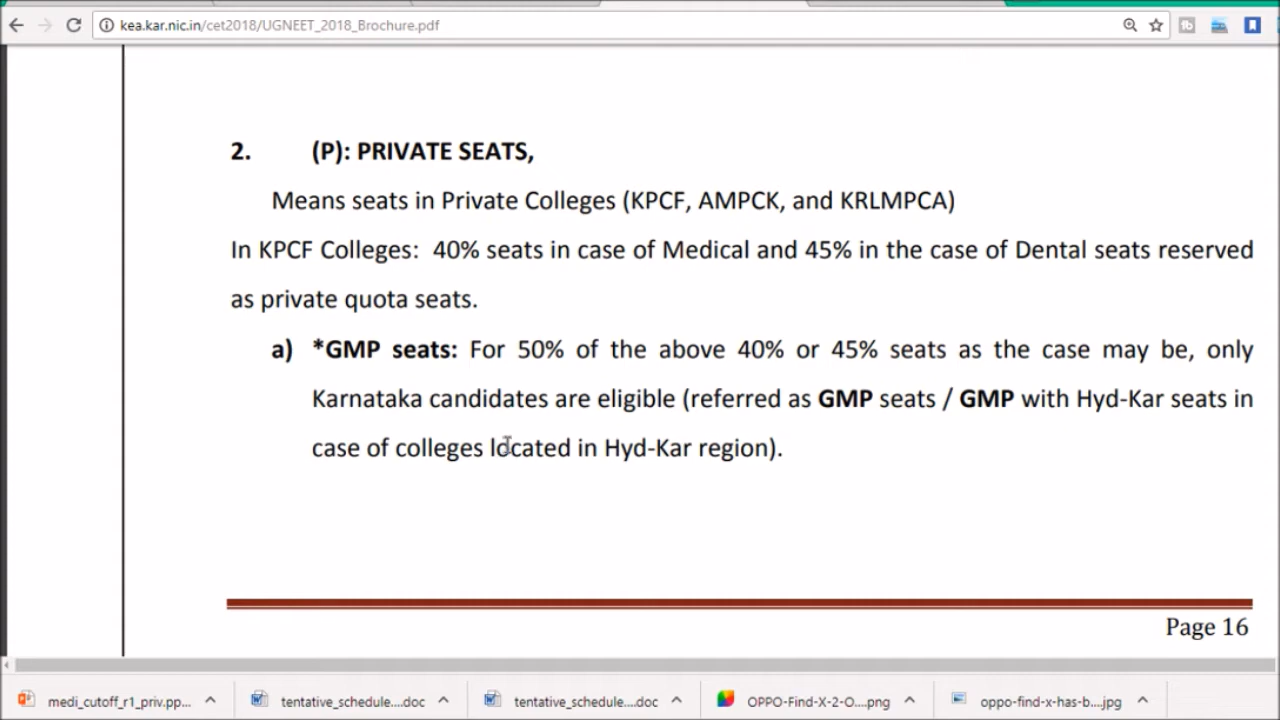 kea.kar.nic.in/cet2018/UGNEET_2018_Brochure.pdf
2. (P): PRIVATE SEATS,
Means seats in Private Colleges (KPCF, AMPCK, and KRLMPCA)
In KPCF Colleges: 40% seats in case of Medical and 45% in the case of Dental seats reserved
as private quota seats.
a) *GMP seats: For 50% of the above 40% or 45% seats as the case may be, only
Karnataka candidates are eligible (referred as GMP seats / GMP with Hyd-Kar seats in
case of colleges located in Hyd-Kar region).
Page 16
medi_cutoff_r1_priv.pp... tentative_schedule....doc tentative_schedule....doc OPPO-Find-X-2-O....png oppo-find-x-has-b....jpg